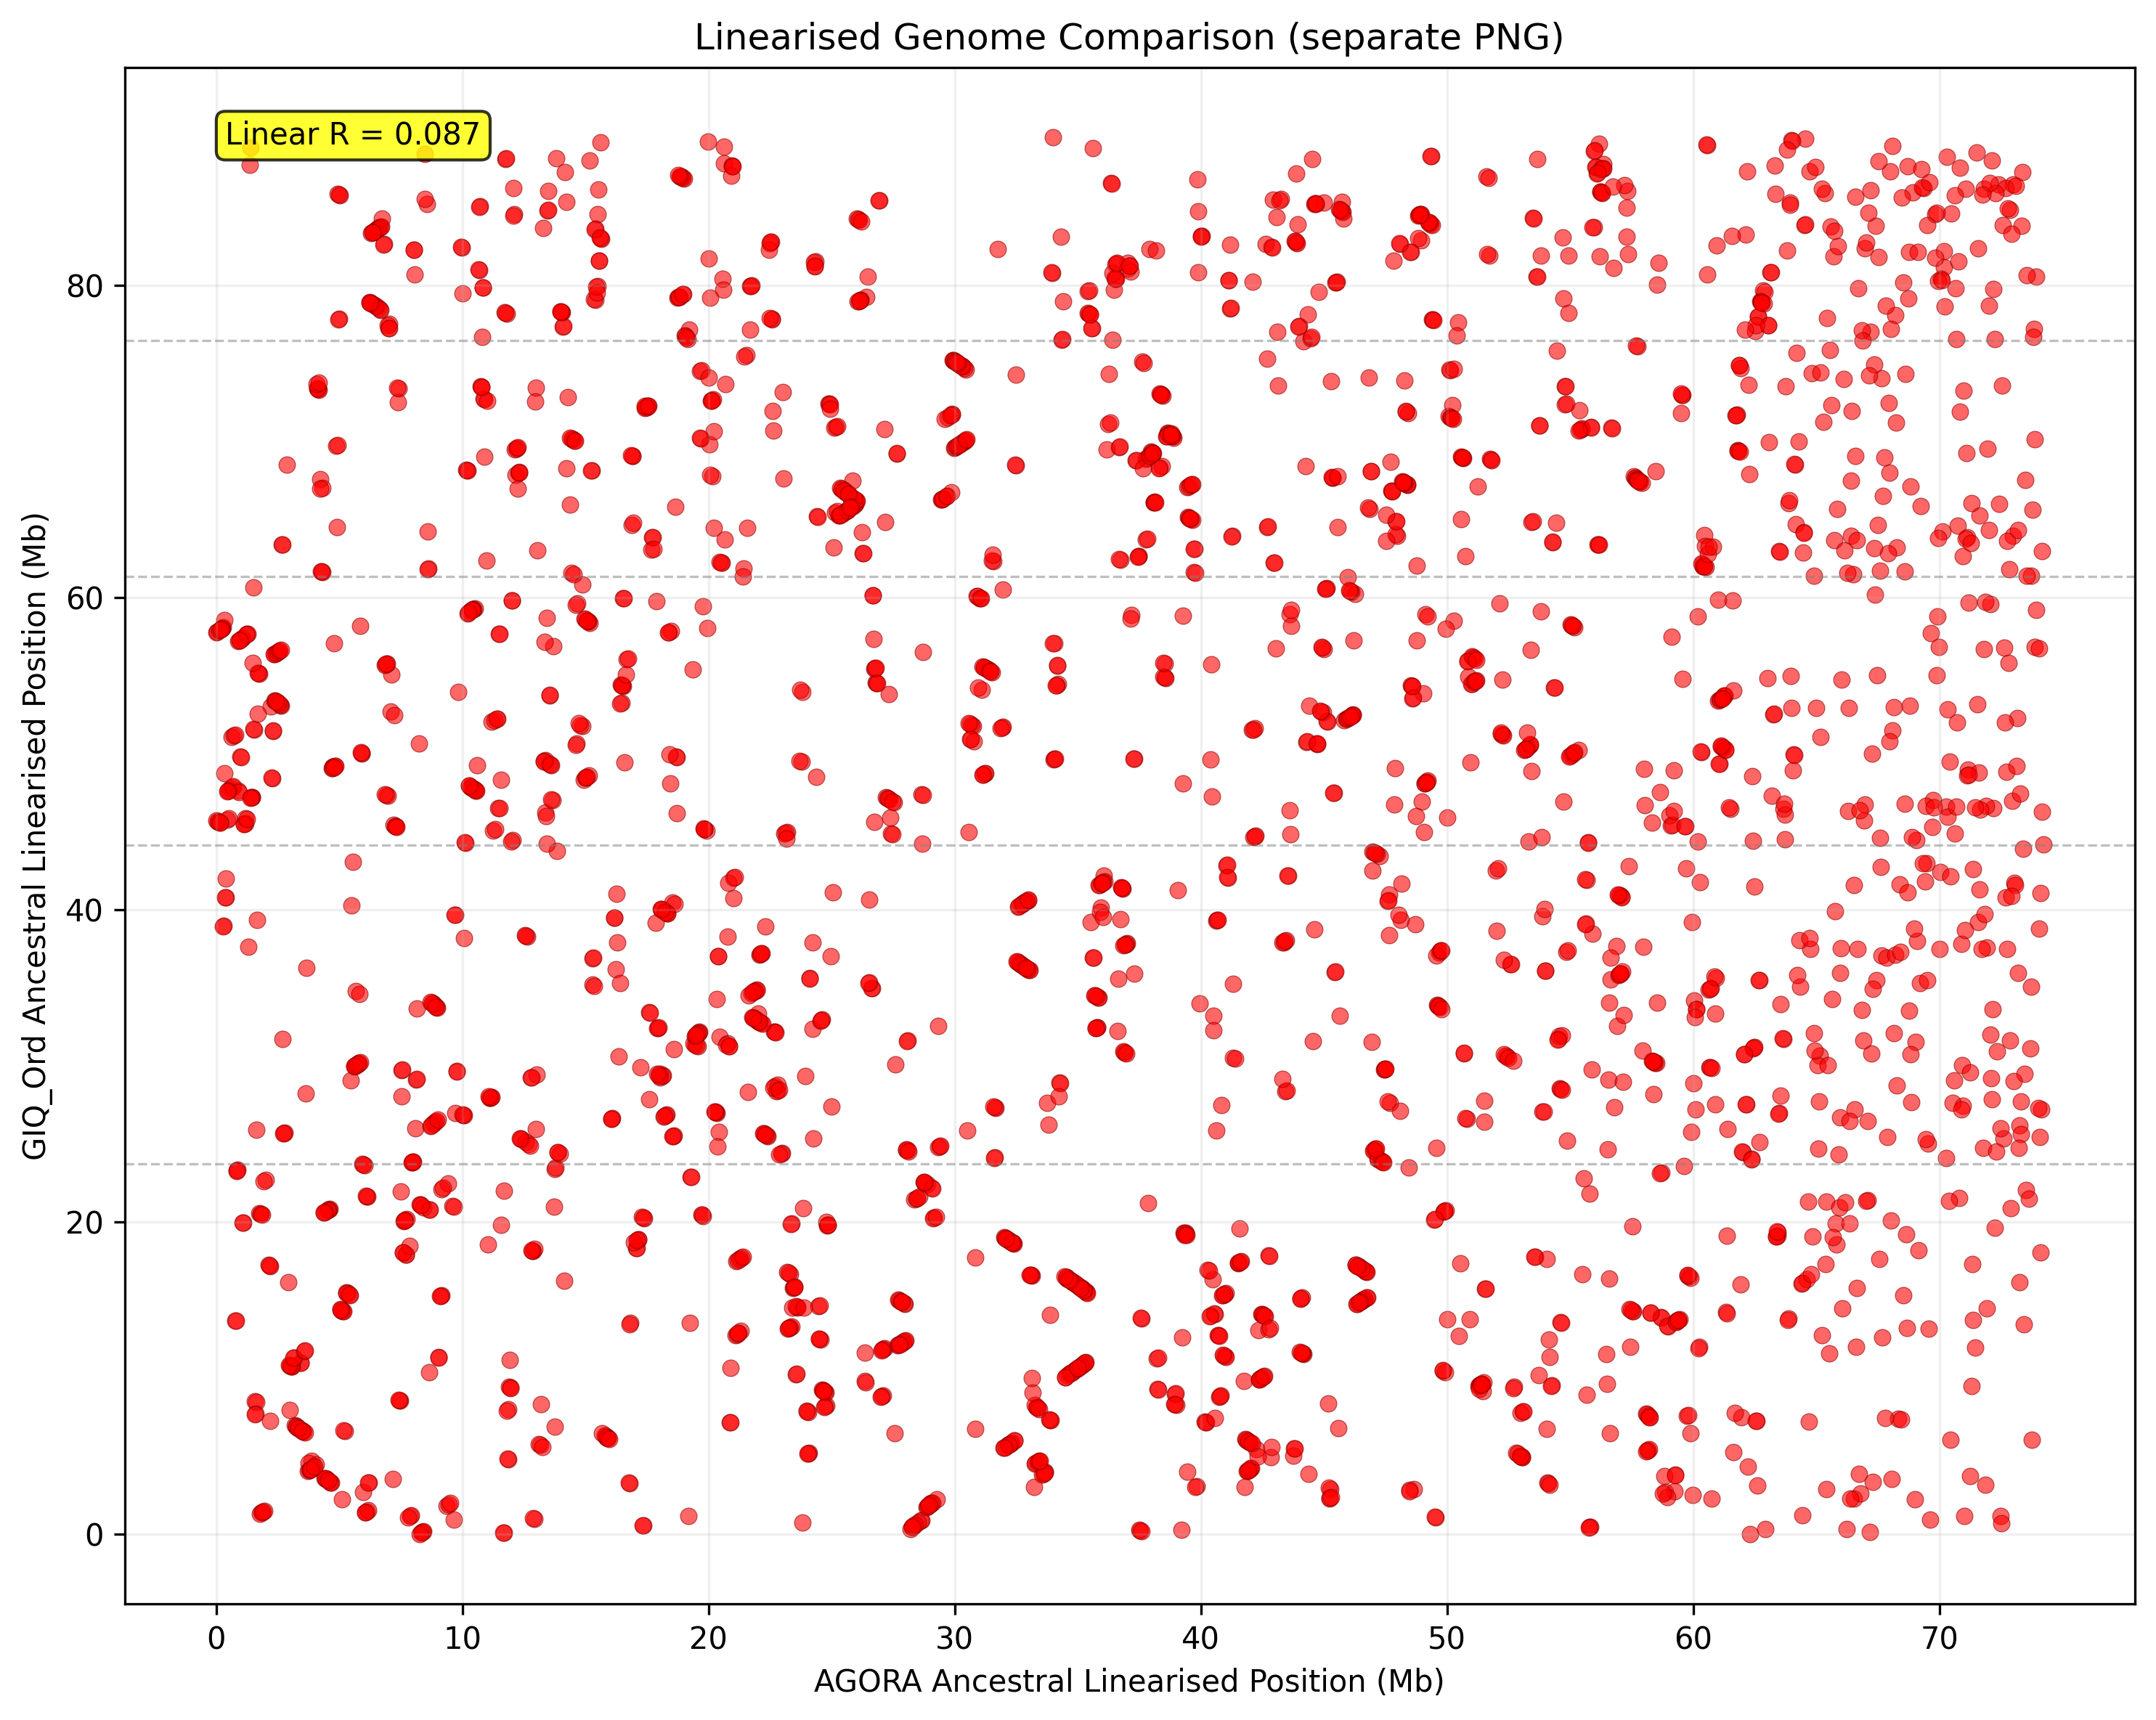 Linearised Genome Comparison (separate PNG)
Linear R = 0.087
80
60
40
20
0
GIQ_Ord Ancestral Linearised Position (Mb)
0 10 20 30 40 50 60 70
AGORA Ancestral Linearised Position (Mb)